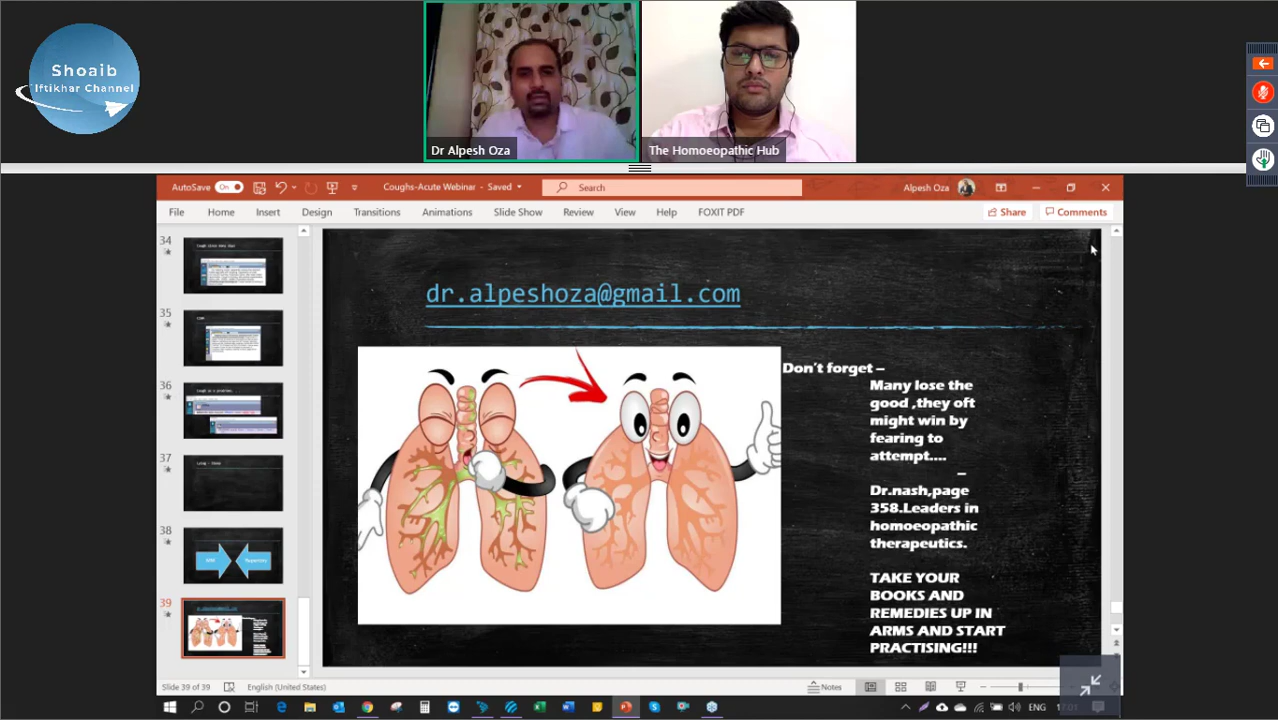 Shoaib
Iftikhar Channel
Dr Alpesh Oza
The Homoeopathic Hub
AutoSave On
Coughs-Acute Webinar - Saved
Search
Alpesh Oza
File Home Insert Design Transitions Animations Slide Show Review View Help FOXIT PDF
Share Comments
34
35
36
37
38
39
dr.alpeshoza@gmail.com
Don't forget –
Many lose the
good ,they oft
might win by
fearing to
attempt....
–
Dr.nash,page
358.Leaders in
homoeopathic
therapeutics.
TAKE YOUR
BOOKS AND
REMEDIES UP IN
ARMS AND START
PRACTISING!!!
Slide 39 of 39 English (United States)
Notes
ENG